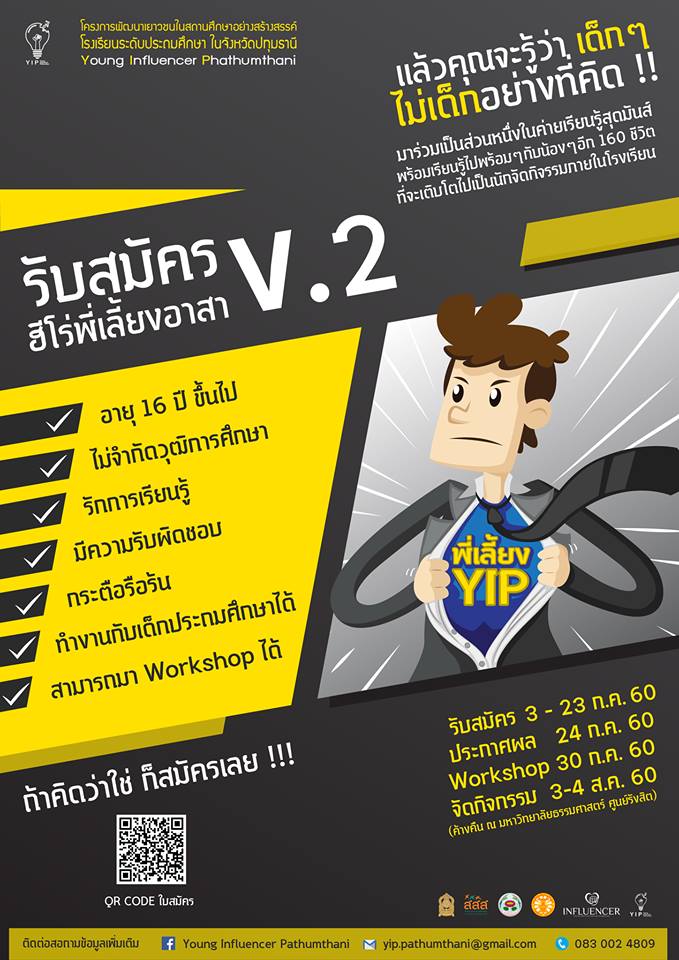 โครงการพัฒนาเยาวชนในสถานศึกษาอย่างสร้างสรรค์
โรงเรียนระดับประถมศึกษา ในจังหวัดปทุมธานี
Young Influencer Phathumthani
YIP
แล้วคุณจะรู้ว่า เด็กๆ
ไม่เด็กอย่างที่คิด !!
มาร่วมเป็นส่วนหนึ่งในค่ายเรียนรู้สุดมันส์
พร้อมเรียนรู้ไปพร้อมๆกับน้องๆอีก 160 ชีวิต
ที่จะเติบโตไปเป็นนักจัดกิจกรรมภายในโรงเรียน
รับสมัคร V.2
ฮีโร่พี่เลี้ยงอาสา
อายุ 16 ปี ขึ้นไป
ไม่จำกัดวุฒิการศึกษา
รักการเรียนรู้
มีความรับผิดชอบ
กระตือรือร้น
ทำงานกับเด็กประถมศึกษาได้
สามารถมา Workshop ได้
พี่เลี้ยง
YIP
ถ้าคิดว่าใช่ ก็สมัครเลย !!!
รับสมัคร 3 - 23 ก.ค. 60
ประกาศผล 24 ก.ค. 60
Workshop 30 ก.ค. 60
จัดกิจกรรม 3-4 ส.ค. 60
(ค้างคืน ณ มหาวิทยาลัยธรรมศาสตร์ ศูนย์รังสิต)
QR CODE ใบสมัคร
สสส
INFLUENCER
YIP
ติดต่อสอถามข้อมูลเพิ่มเติม Young Influencer Pathumthani yip.pathumthani@gmail.com 083 002 4809